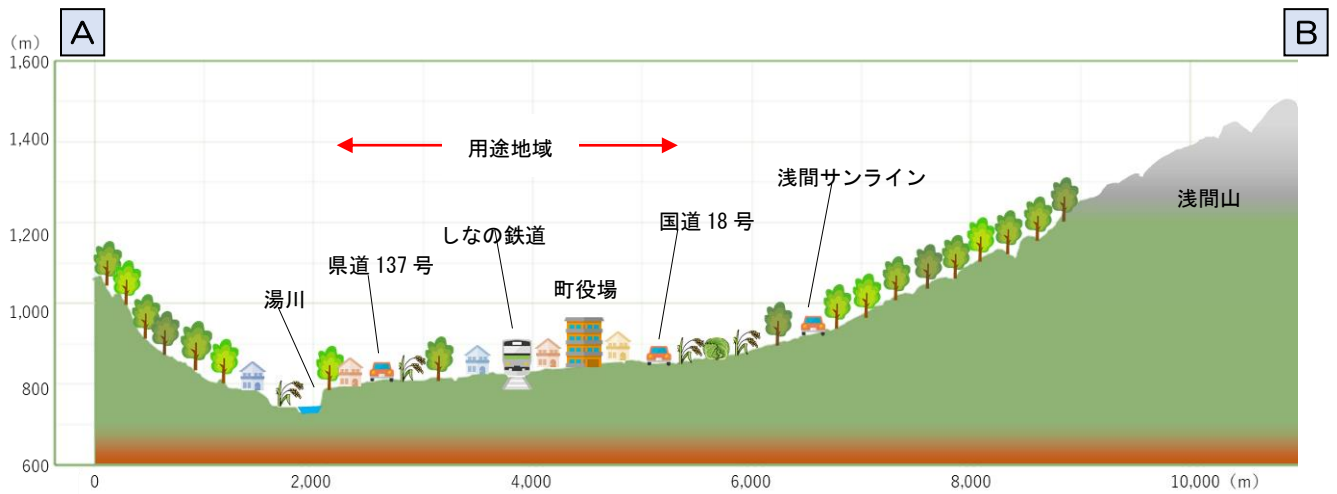 A
B
（m）
1,600
1,400
用途地域
浅間サンライン
浅間山
国道 18 号
1,200
しなの鉄道
県道 137 号
町役場
湯川
1,000
800
600
0
2,000
4,000
6,000
8,000
10,000（m）